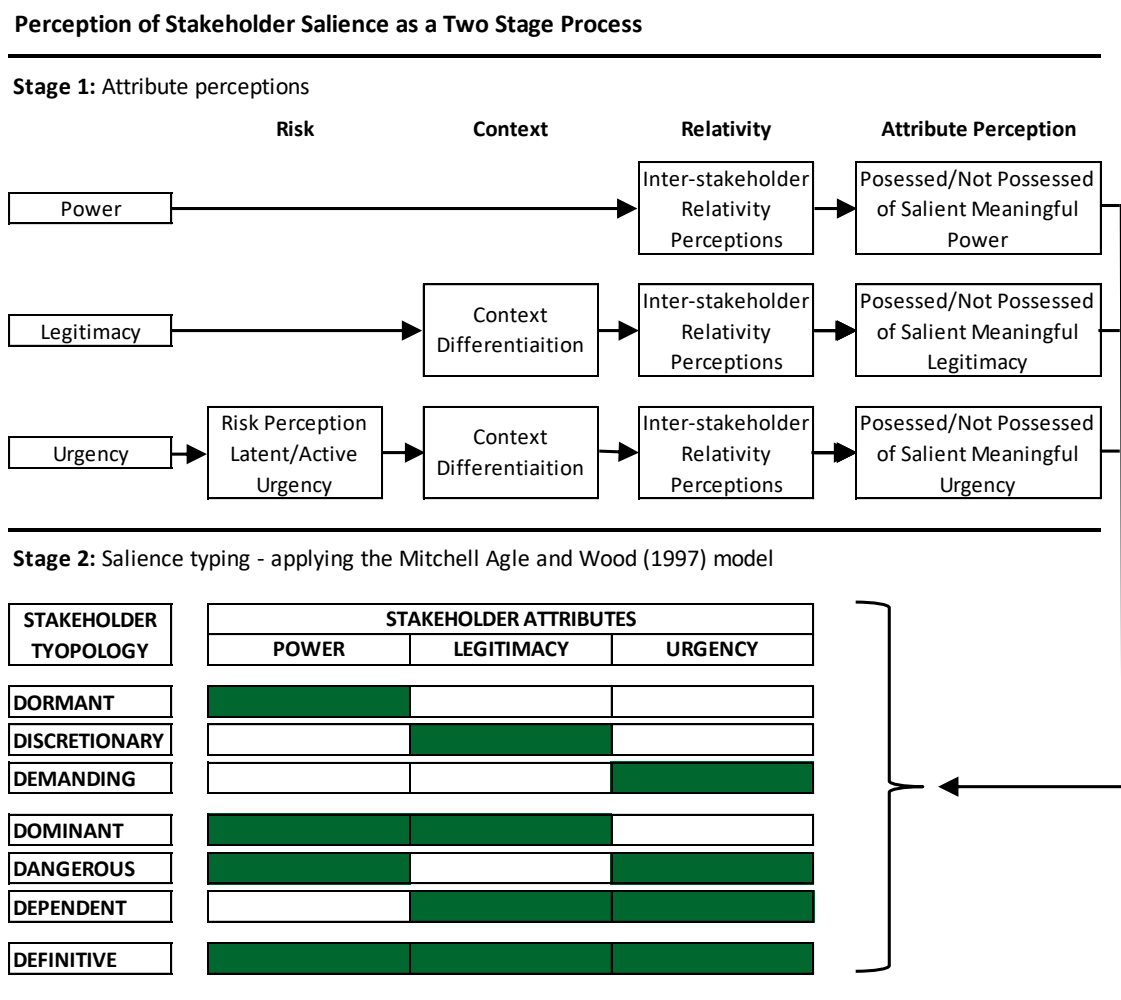 Perception of Stakeholder Salience as a Two Stage Process
Stage 1: Attribute perceptions
Risk
Context
Relativity
Attribute Perception
Power
Inter-stakeholder
Relativity
Perceptions
Posessed/Not Possessed
of Salient Meaningful
Power
Legitimacy
Context
Differentiaition
Inter-stakeholder
Relativity
Perceptions
Posessed/Not Possessed
of Salient Meaningful
Legitimacy
Urgency
Risk Perception
Latent/Active
Urgency
Context
Differentiaition
Inter-stakeholder
Relativity
Perceptions
Posessed/Not Possessed
of Salient Meaningful
Urgency
Stage 2: Salience typing - applying the Mitchell Agle and Wood (1997) model
STAKEHOLDER
TYOPOLOGY
STAKEHOLDER ATTRIBUTES
POWER
LEGITIMACY
URGENCY
DORMANT
DISCRETIONARY
DEMANDING
DOMINANT
DANGEROUS
DEPENDENT
DEFINITIVE